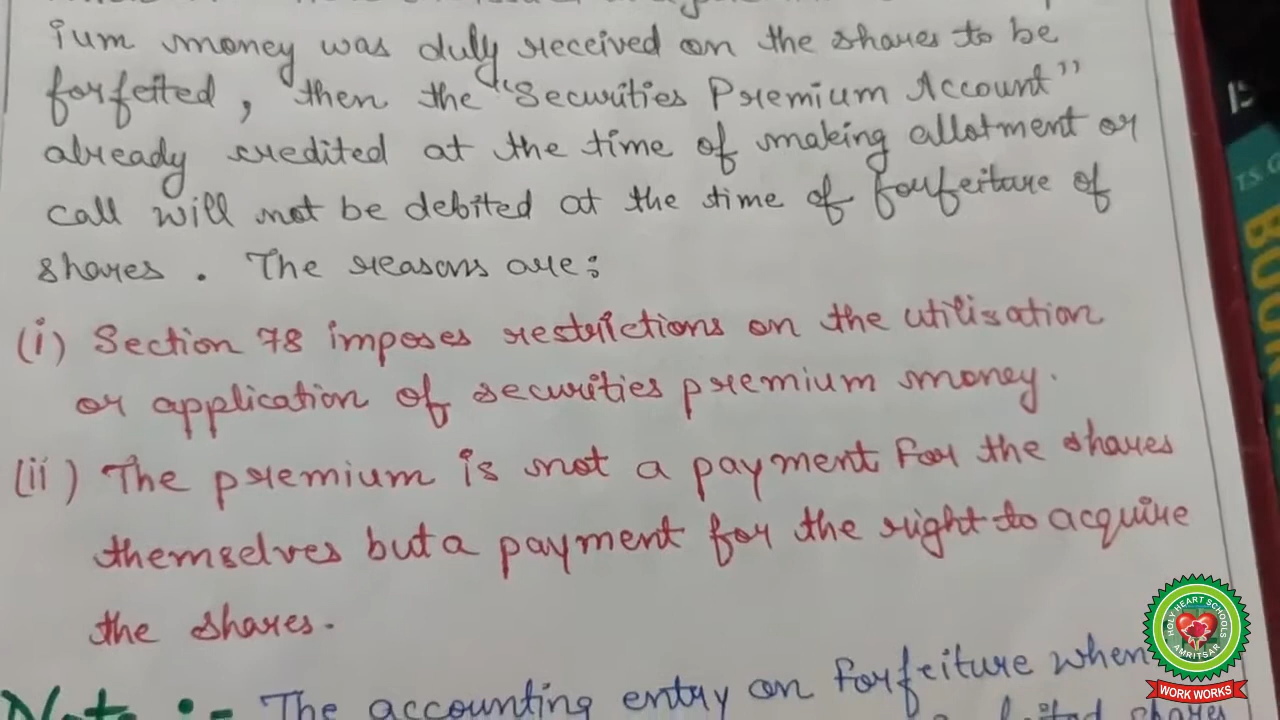 ium money was duly received on the shares to be
forfeited, then the "Securities Premium Account"
already credited at the time of making allotment or
call will not be debited at the time of forfeiture of
shares. The reasons are:
(i) Section 78 imposes restrictions on the utilisation
or application of securities premium money.
(ii) The premium is not a payment for the shares
themselves but a payment for the right to acquire
the shares.
Note :- The accounting entry on forfeiture when
shares
HOLY HEART SCHOOLS
AMRITSAR
WORK WORKS
T.S.